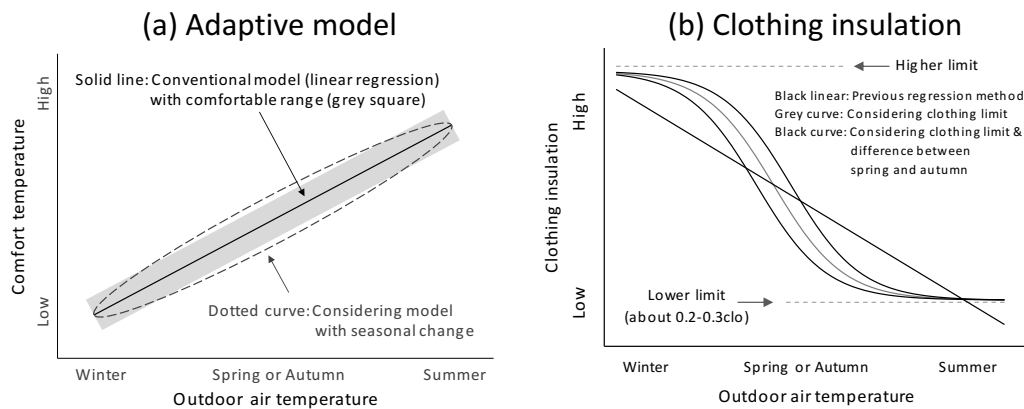 (a) Adaptive model
Solid line: Conventional model (linear regression)
with comfortable range (grey square)
High
Comfort temperature
Low
Dotted curve: Considering model
with seasonal change
Winter
Spring or Autumn
Summer
Outdoor air temperature
(b) Clothing insulation
Higher limit
Black linear: Previous regression method
Grey curve: Considering clothing limit
Black curve: Considering clothing limit &
difference between
spring and autumn
High
Clothing insulation
Low
Lower limit
(about 0.2-0.3clo)
Winter
Spring or Autumn
Summer
Outdoor air temperature